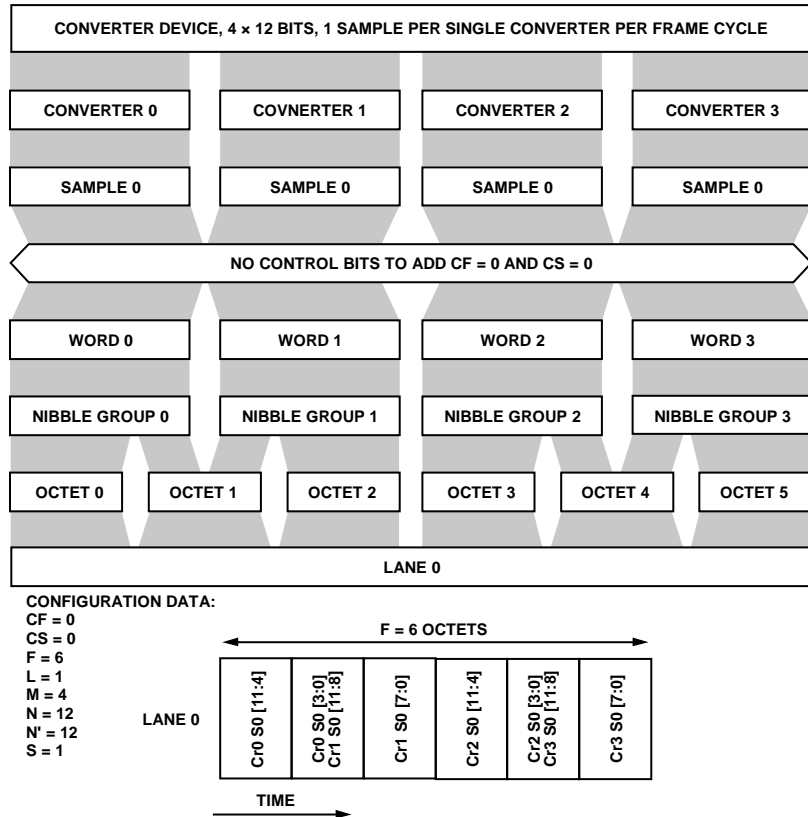 CONVERTER DEVICE, 4 × 12 BITS, 1 SAMPLE PER SINGLE CONVERTER PER FRAME CYCLE
CONVERTER 0 COVNERTER 1 CONVERTER 2 CONVERTER 3
SAMPLE 0 SAMPLE 0 SAMPLE 0 SAMPLE 0
NO CONTROL BITS TO ADD CF = 0 AND CS = 0
WORD 0 WORD 1 WORD 2 WORD 3
NIBBLE GROUP 0 NIBBLE GROUP 1 NIBBLE GROUP 2 NIBBLE GROUP 3
OCTET 0 OCTET 1 OCTET 2 OCTET 3 OCTET 4 OCTET 5
LANE 0
CONFIGURATION DATA:
CF = 0
CS = 0
F = 6
L = 1
M = 4
N = 12
N' = 12
S = 1
F = 6 OCTETS
LANE 0
Cr0 S0 [11:4]
Cr0 S0 [3:0]
Cr1 S0 [11:8]
Cr1 S0 [7:0]
Cr2 S0 [11:4]
Cr2 S0 [3:0]
Cr3 S0 [11:8]
Cr3 S0 [7:0]
TIME